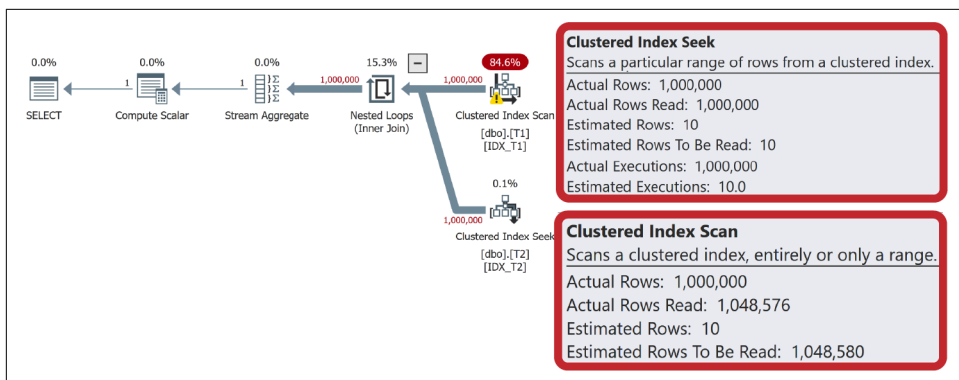 0.0%
0.0%
0.0%
15.3%
84.6%
1
1
1,000,000
1,000,000
SELECT
Compute Scalar
Stream Aggregate
Nested Loops
(Inner Join)
Clustered Index Scan
[dbo].[T1]
[IDX_T1]
0.1%
1,000,000
Clustered Index Seek
[dbo].[T2]
[IDX_T2]
Clustered Index Seek
Scans a particular range of rows from a clustered index.
Actual Rows: 1,000,000
Actual Rows Read: 1,000,000
Estimated Rows: 10
Estimated Rows To Be Read: 10
Actual Executions: 1,000,000
Estimated Executions: 10.0
Clustered Index Scan
Scans a clustered index, entirely or only a range.
Actual Rows: 1,000,000
Actual Rows Read: 1,048,576
Estimated Rows: 10
Estimated Rows To Be Read: 1,048,580